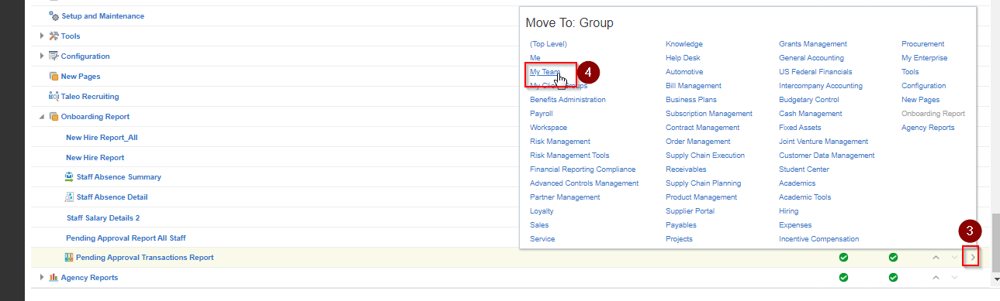 Setup and Maintenance
Tools
Configuration
New Pages
Taleo Recruiting
Onboarding Report
New Hire Report_All
New Hire Report
Staff Absence Summary
Staff Absence Detail
Staff Salary Details 2
Pending Approval Report All Staff
Pending Approval Transactions Report
Agency Reports
Move To: Group
(Top Level)
Me
My Team
My Client Groups
Benefits Administration
Payroll
Workspace
Risk Management
Risk Management Tools
Financial Reporting Compliance
Advanced Controls Management
Partner Management
Loyalty
Sales
Service
Knowledge
Help Desk
Automotive
Bill Management
Business Plans
Subscription Management
Contract Management
Order Management
Supply Chain Execution
Receivables
Supply Chain Planning
Product Management
Supplier Portal
Payables
Projects
Grants Management
General Accounting
US Federal Financials
Intercompany Accounting
Budgetary Control
Cash Management
Fixed Assets
Joint Venture Management
Customer Data Management
Student Center
Academics
Academic Tools
Hiring
Expenses
Incentive Compensation
Procurement
My Enterprise
Tools
Configuration
New Pages
Onboarding Report
Agency Reports
4
3